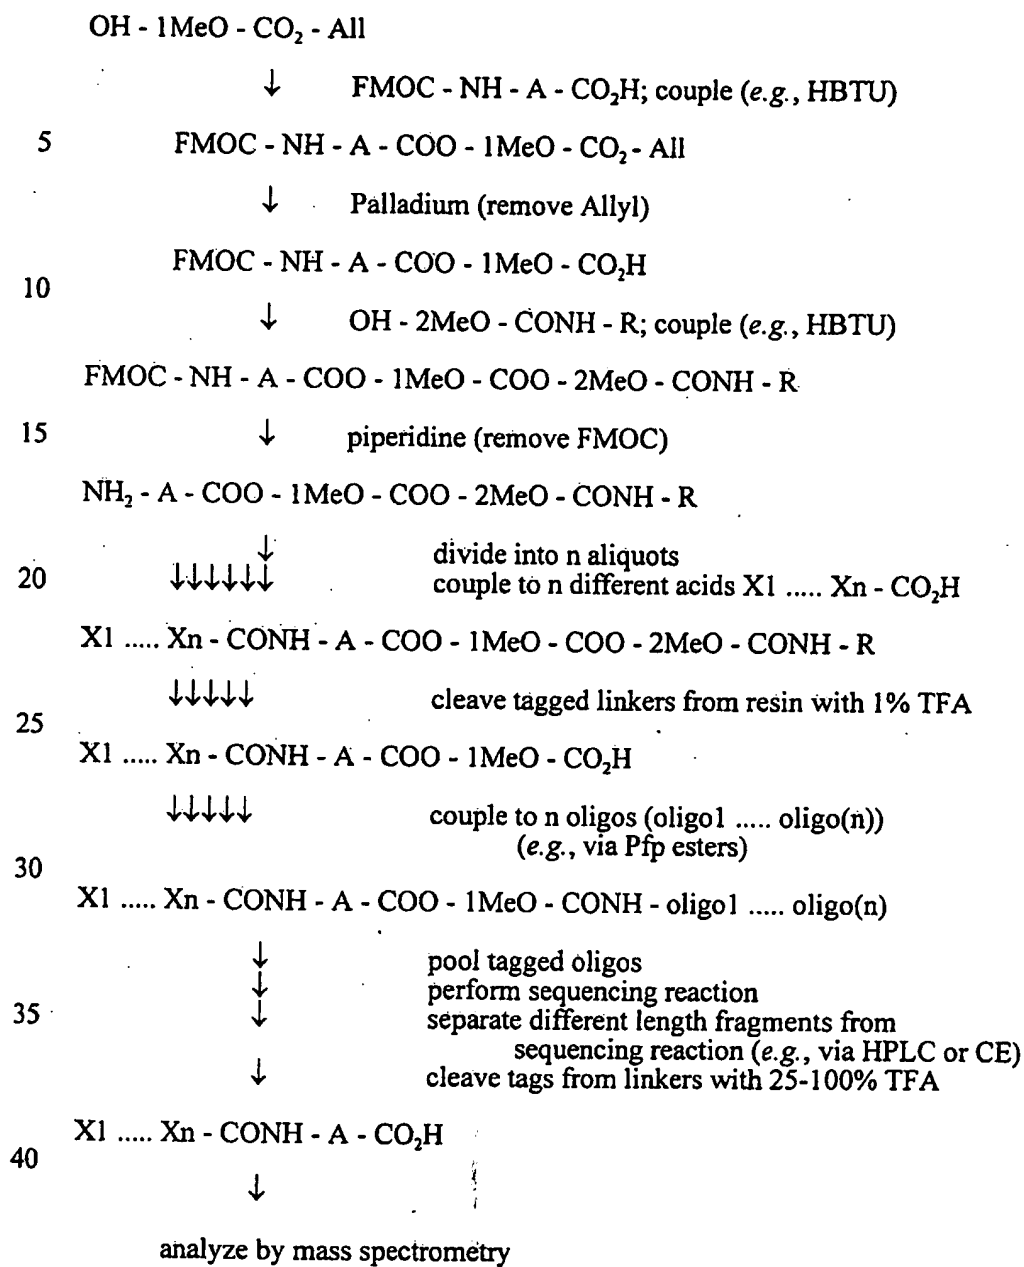 OH - 1MeO - CO₂ - All
↓ FMOC - NH - A - CO₂H; couple (e.g., HBTU)
5 FMOC - NH - A - COO - 1MeO - CO₂ - All
↓ Palladium (remove Allyl)
FMOC - NH - A - COO - 1MeO - CO₂H
10
↓ OH - 2MeO - CONH - R; couple (e.g., HBTU)
FMOC - NH - A - COO - 1MeO - COO - 2MeO - CONH - R
15 ↓ piperidine (remove FMOC)
NH₂ - A - COO - 1MeO - COO - 2MeO - CONH - R
↓ divide into n aliquots
20 ↓↓↓↓↓↓ couple to n different acids X1 ..... Xn - CO₂H
X1 ..... Xn - CONH - A - COO - 1MeO - COO - 2MeO - CONH - R
↓↓↓↓↓ cleave tagged linkers from resin with 1% TFA
25
X1 ..... Xn - CONH - A - COO - 1MeO - CO₂H
↓↓↓↓↓ couple to n oligos (oligo1 ..... oligo(n))
(e.g., via Pfp esters)
30
X1 ..... Xn - CONH - A - COO - 1MeO - CONH - oligo1 ..... oligo(n)
↓ pool tagged oligos
↓ perform sequencing reaction
35 ↓ separate different length fragments from
sequencing reaction (e.g., via HPLC or CE)
↓ cleave tags from linkers with 25-100% TFA
X1 ..... Xn - CONH - A - CO₂H
40
↓
analyze by mass spectrometry